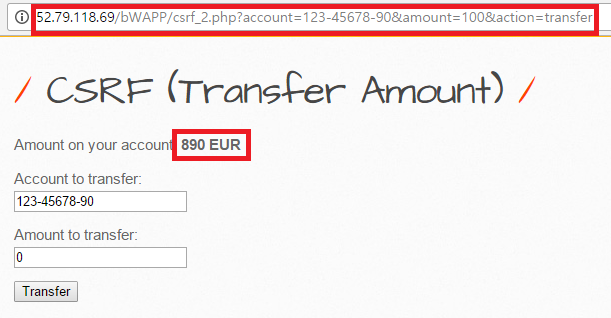 52.79.118.69/bWAPP/csrf_2.php?account=123-45678-90&amount=100&action=transfer
/ CSRF (Transfer Amount) /
Amount on your account 890 EUR
Account to transfer:
123-45678-90
Amount to transfer:
0
Transfer